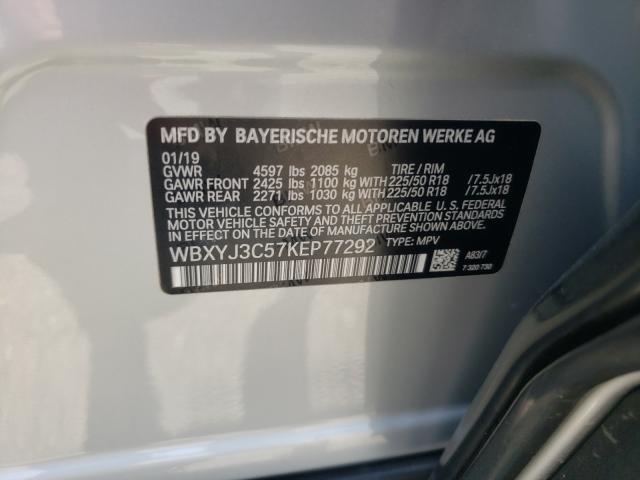 MFD BY BAYERISCHE MOTOREN WERKE AG
01/19
GVWR 4597 lbs 2085 kg TIRE / RIM
GAWR FRONT 2425 lbs 1100 kg WITH 225/50 R18 /7.5Jx18
GAWR REAR 2271 lbs 1030 kg WITH 225/50 R18 /7.5Jx18
THIS VEHICLE CONFORMS TO ALL APPLICABLE U.S. FEDERAL
MOTOR VEHICLE SAFETY AND THEFT PREVENTION STANDARDS
IN EFFECT ON THE DATE OF MANUFACTURE SHOWN ABOVE.
WBXYJ3C57KEP77292 TYPE: MPV
A83/7
7 320 730